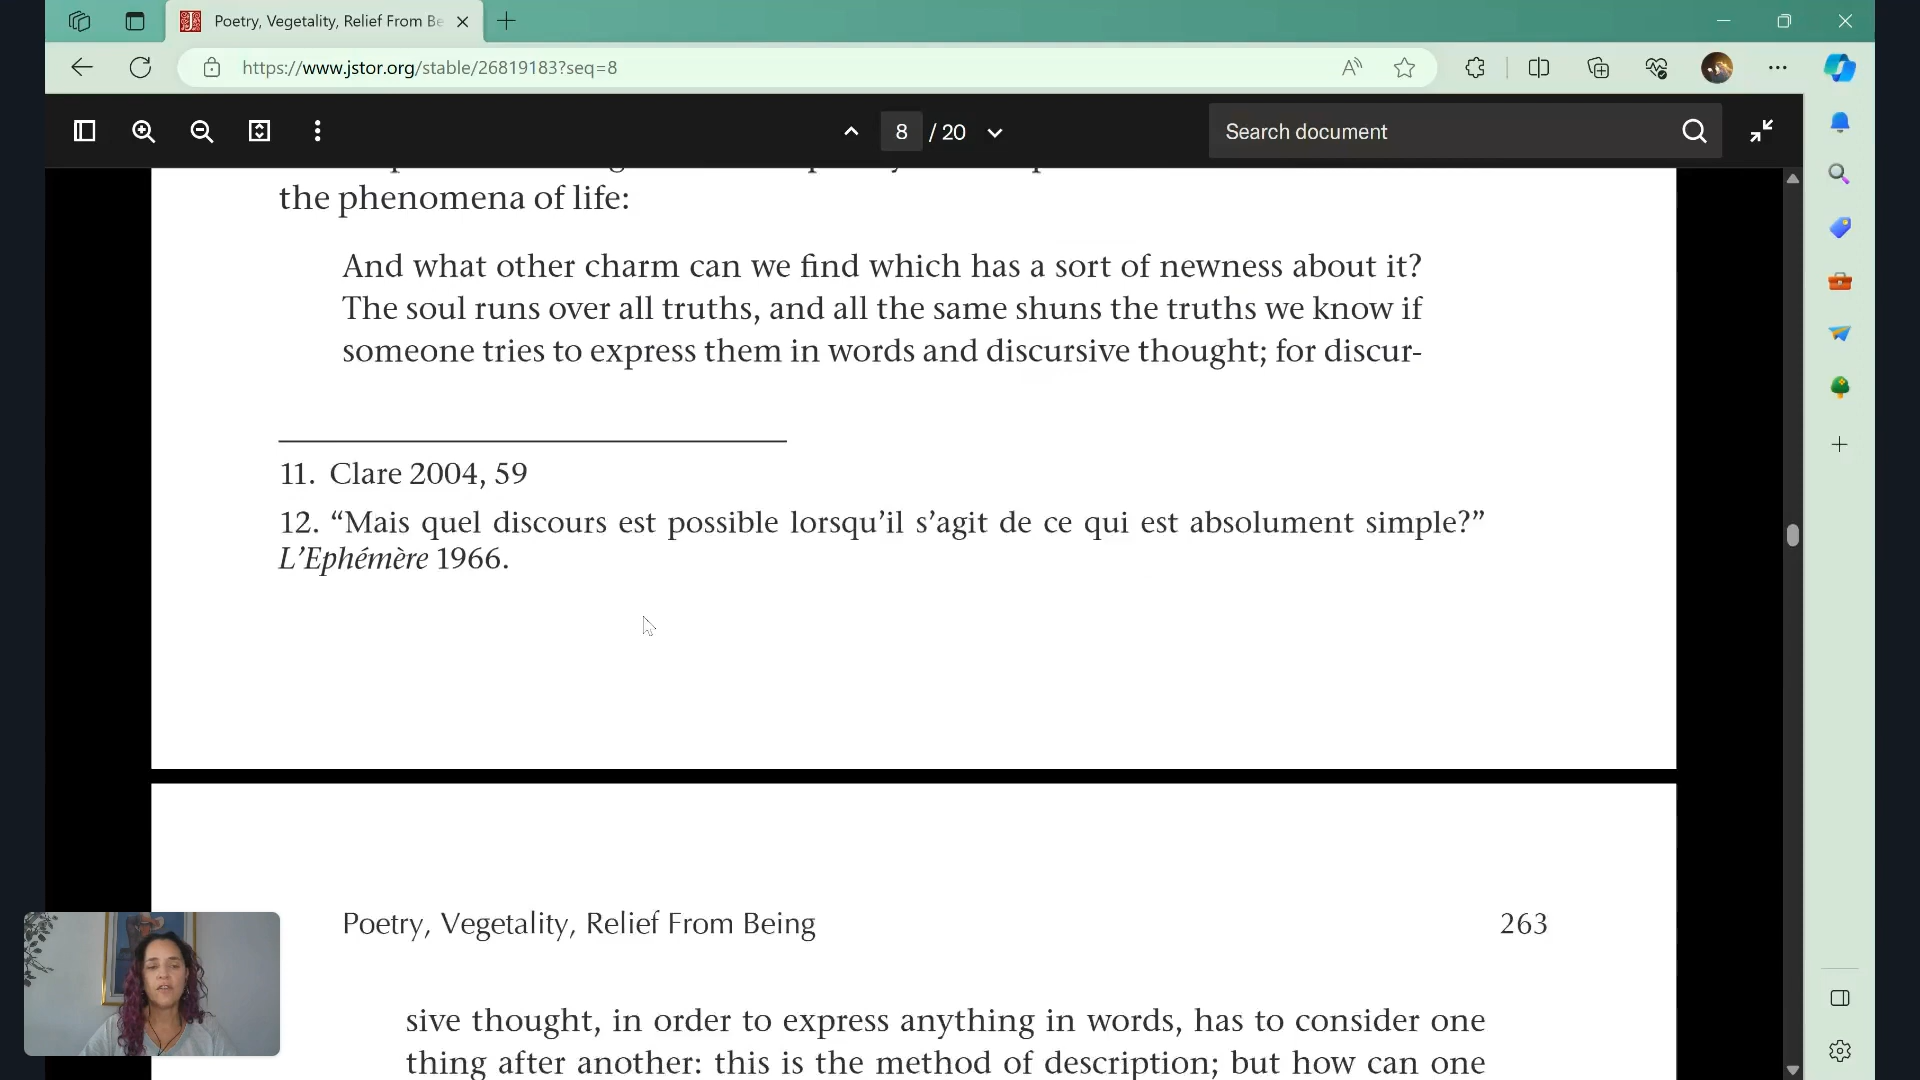 Poetry, Vegetality, Relief From Be
https://www.jstor.org/stable/26819183?seq=8
8 / 20
Search document
the phenomena of life:
And what other charm can we find which has a sort of newness about it?
The soul runs over all truths, and all the same shuns the truths we know if
someone tries to express them in words and discursive thought; for discur-
11. Clare 2004, 59
12. “Mais quel discours est possible lorsqu’il s’agit de ce qui est absolument simple?”
L’Ephémère 1966.
Poetry, Vegetality, Relief From Being 263
sive thought, in order to express anything in words, has to consider one
thing after another: this is the method of description; but how can one